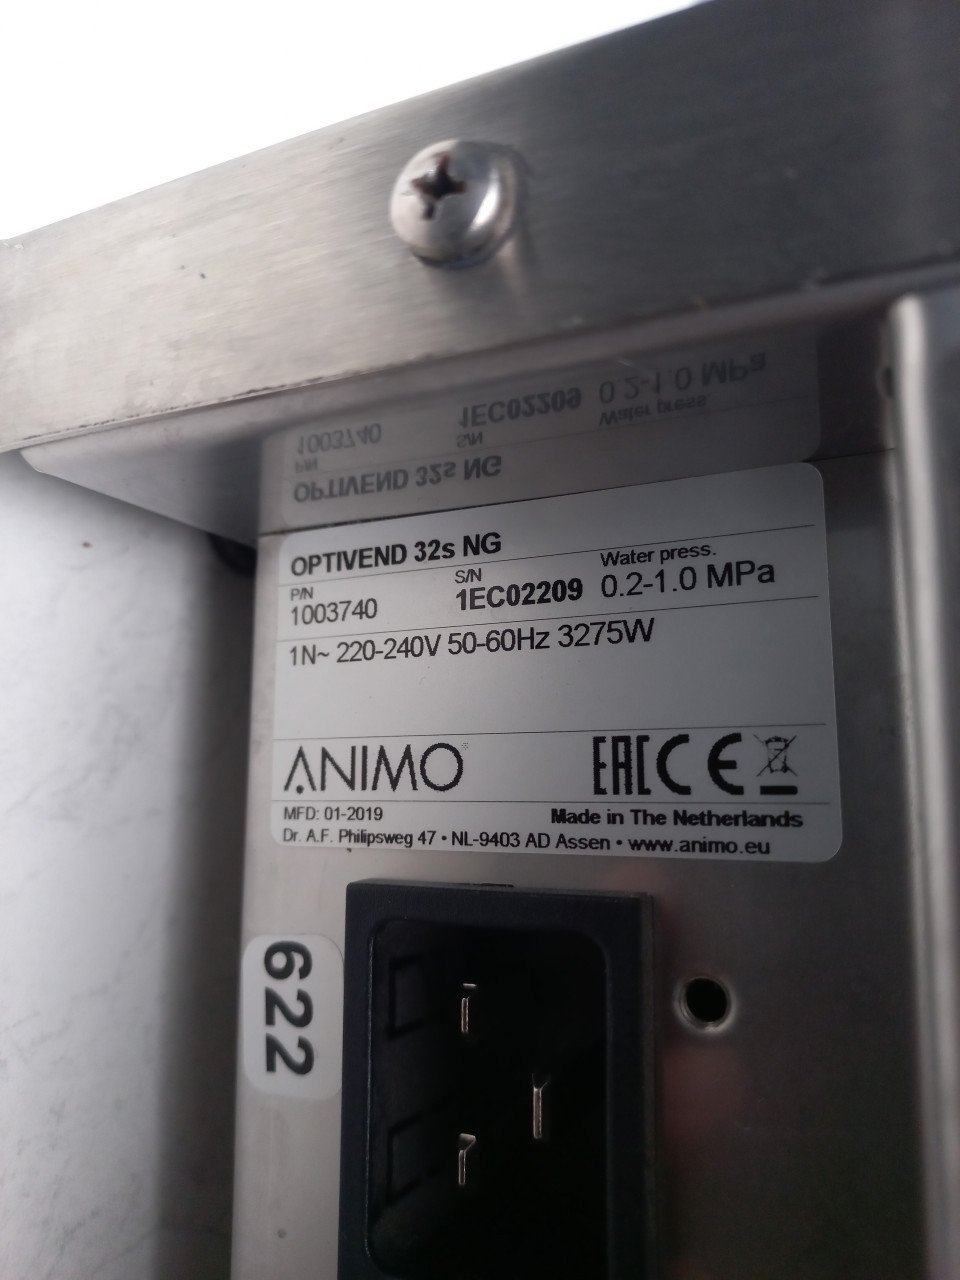 OPTIVEND 32s NG
P/N S/N Water press.
1003740 1EC02209 0.2-1.0 MPa
1N~ 220-240V 50-60Hz 3275W
ANIMO EAC CE
MFD: 01-2019 Made in The Netherlands
Dr. A.F. Philipsweg 47 • NL-9403 AD Assen • www.animo.eu
622